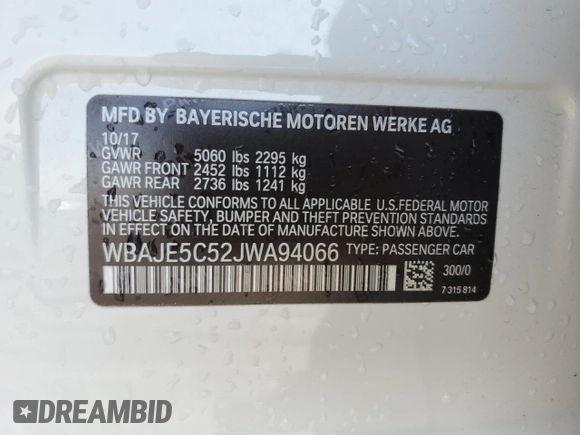 MFD BY BAYERISCHE MOTOREN WERKE AG
10/17
GVWR 5060 lbs 2295 kg
GAWR FRONT 2452 lbs 1112 kg
GAWR REAR 2736 lbs 1241 kg
THIS VEHICLE CONFORMS TO ALL APPLICABLE U.S.FEDERAL MOTOR
VEHICLE SAFETY, BUMPER AND THEFT PREVENTION STANDARDS
IN EFFECT ON THE DATE OF MANUFACTURE SHOWN ABOVE.
WBAJE5C52JWA94066 TYPE: PASSENGER CAR
300/0
7 315 814
DREAMBID